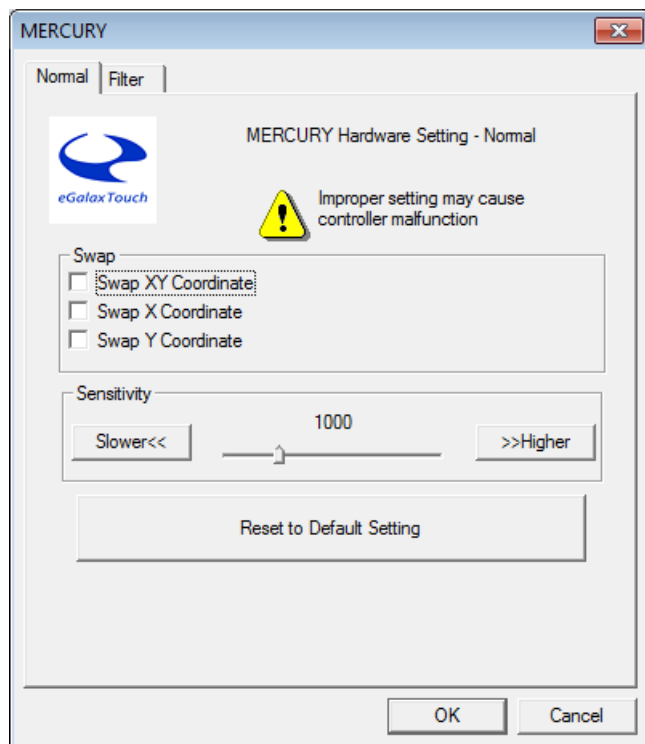 MERCURY
Normal
Filter
eGalaxTouch
MERCURY Hardware Setting - Normal
Improper setting may cause
controller malfunction
Swap
Swap XY Coordinate
Swap X Coordinate
Swap Y Coordinate
Sensitivity
1000
Slower<<
>>Higher
Reset to Default Setting
OK
Cancel